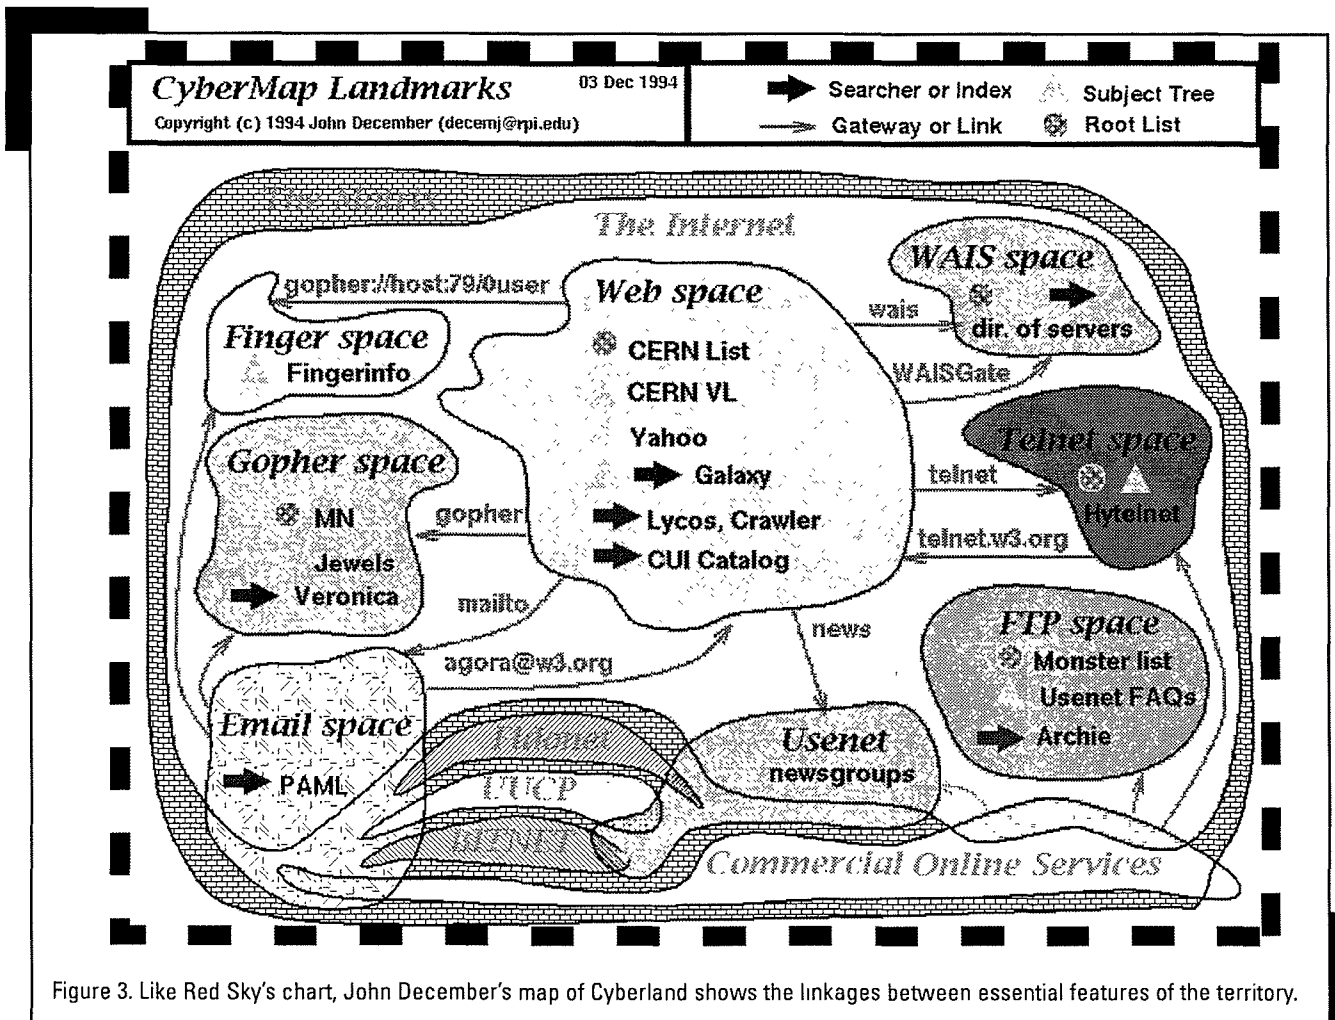 CyberMap Landmarks
03 Dec 1994
Copyright (c) 1994 John December (decemj@rpi.edu)
Searcher or Index
Subject Tree
Gateway or Link
Root List
The Matrix
The Internet
WAIS space
dir. of servers
gopher://host:79/0user
Web space
wais
Finger space
Fingerinfo
CERN List
WAISGate
CERN VL
Yahoo
Telnet space
Gopher space
Galaxy
telnet
Hytelnet
MN
gopher
Lycos, Crawler
telnet.w3.org
Jewels
CUI Catalog
Veronica
mailto
news
FTP space
Monster list
agora@w3.org
Usenet FAQs
Archie
Email space
PAML
Fidonet
UUCP
BITNET
Usenet
newsgroups
Commercial Online Services
Figure 3. Like Red Sky's chart, John December's map of Cyberland shows the linkages between essential features of the territory.